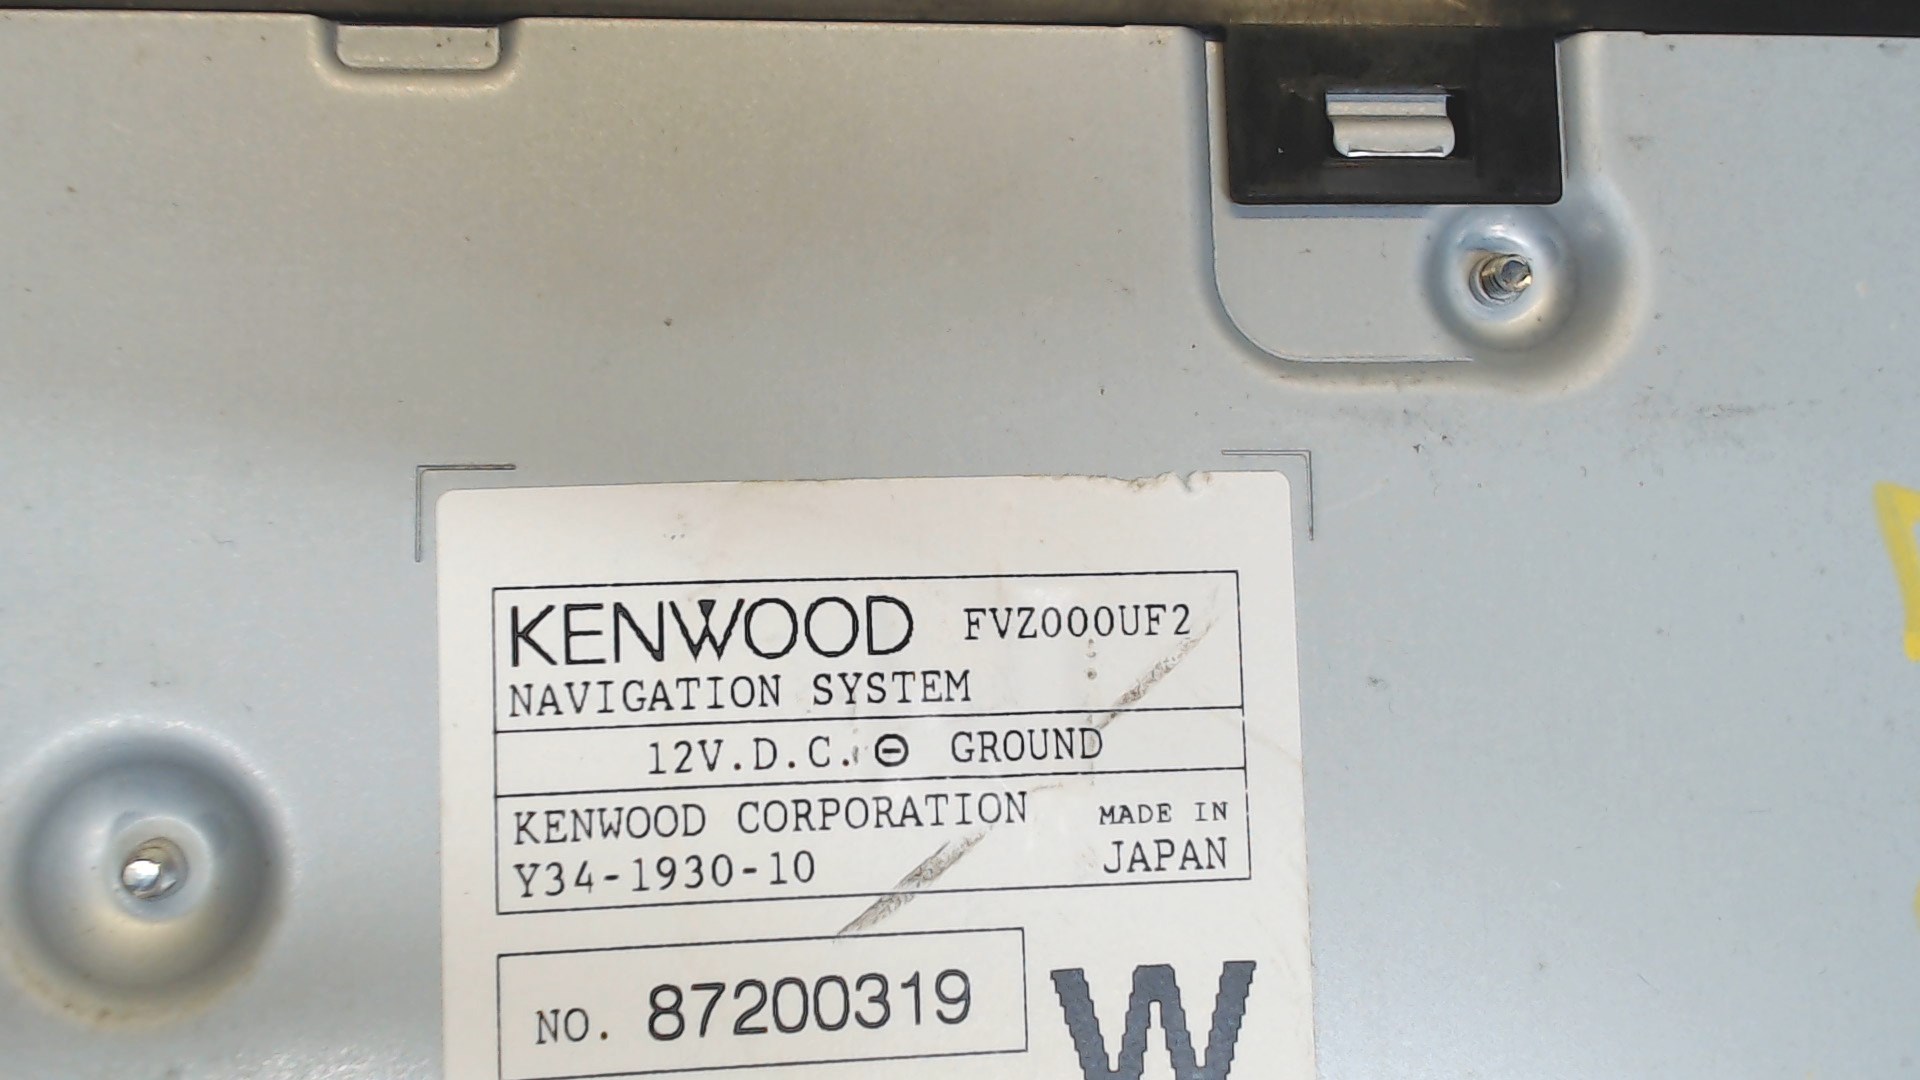 KENWOOD FVZ000UF2
NAVIGATION SYSTEM
12V.D.C. ⊖ GROUND
KENWOOD CORPORATION MADE IN
Y34-1930-10 JAPAN
NO. 87200319
W